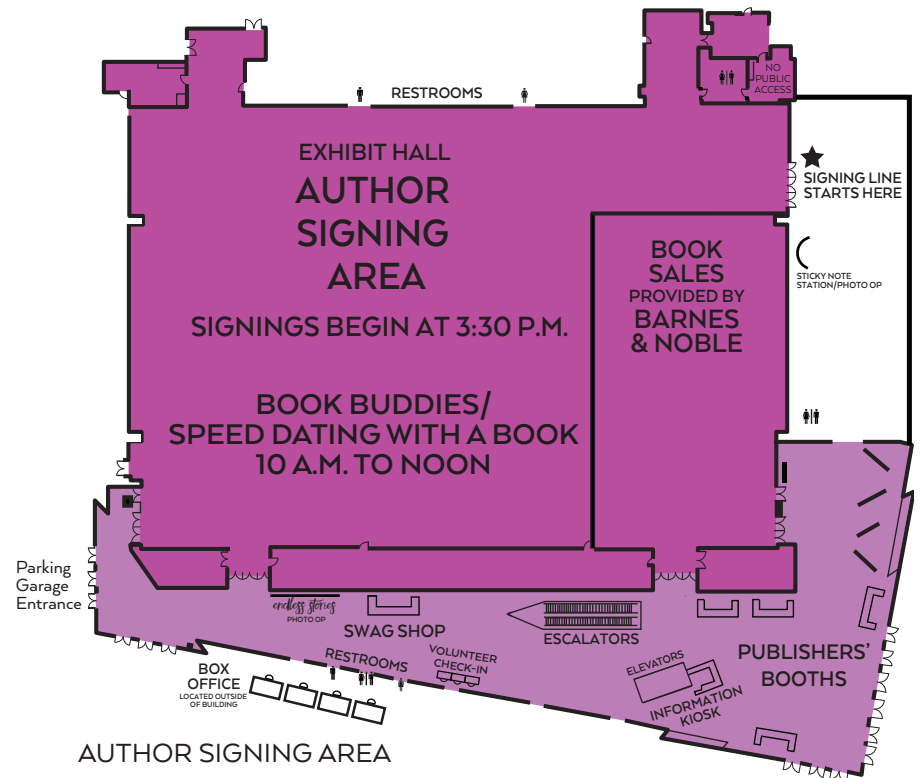 RESTROOMS
NO
PUBLIC
ACCESS
EXHIBIT HALL
AUTHOR
SIGNING
AREA
SIGNINGS BEGIN AT 3:30 P.M.
BOOK BUDDIES/
SPEED DATING WITH A BOOK
10 A.M. TO NOON
BOOK
SALES
PROVIDED BY
BARNES
& NOBLE
SIGNING LINE
STARTS HERE
STICKY NOTE
STATION/PHOTO OP
Parking
Garage
Entrance
endless stories
PHOTO OP
SWAG SHOP
ESCALATORS
RESTROOMS
VOLUNTEER
CHECK-IN
BOX
OFFICE
LOCATED OUTSIDE
OF BUILDING
ELEVATORS
INFORMATION
KIOSK
PUBLISHERS'
BOOTHS
AUTHOR SIGNING AREA